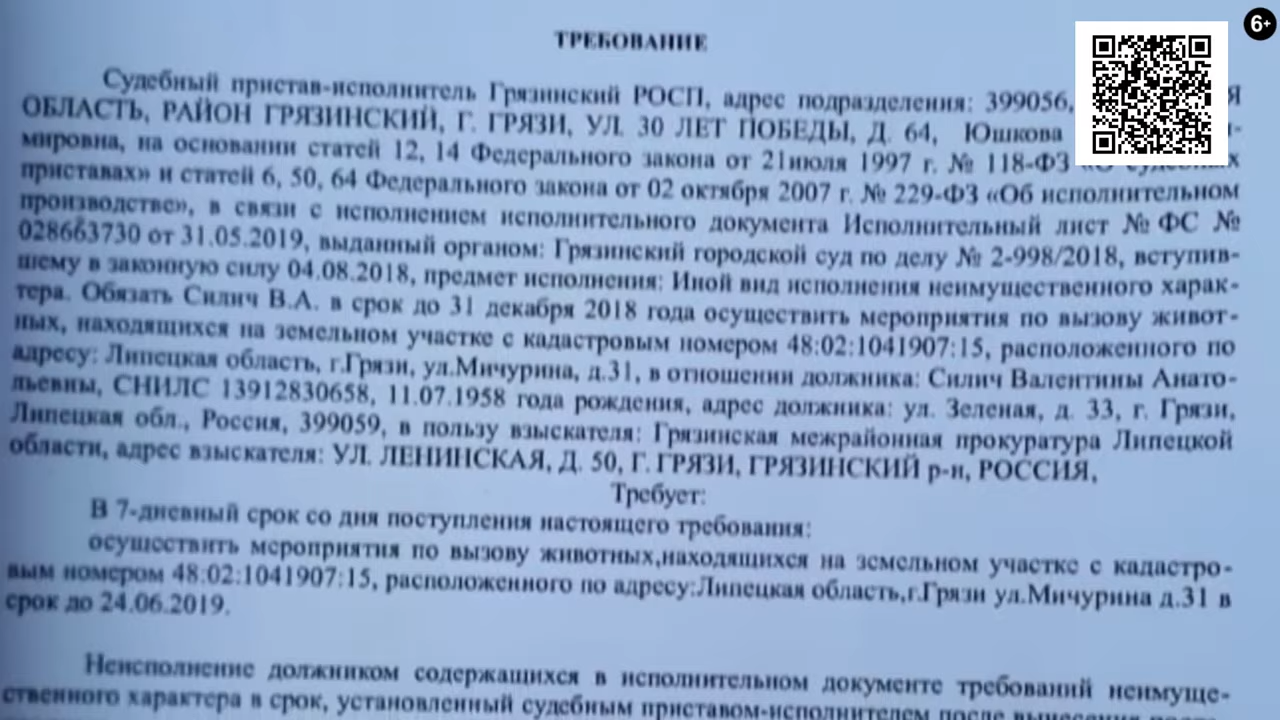 ТРЕБОВАНИЕ
6+
Судебный пристав-исполнитель Грязинский РОСП, адрес подразделения: 399056,
ОБЛАСТЬ, РАЙОН ГРЯЗИНСКИЙ, Г. ГРЯЗИ, УЛ. 30 ЛЕТ ПОБЕДЫ, Д. 64, Юшкова
мировна, на основании статей 12, 14 Федерального закона от 21июля 1997 г. № 118-ФЗ «О судебных
приставах» и статей 6, 50, 64 Федерального закона от 02 октября 2007 г. № 229-ФЗ «Об исполнительном
производстве», в связи с исполнением исполнительного документа Исполнительный лист № ФС №
028663730 от 31.05.2019, выданный органом: Грязинский городской суд по делу № 2-998/2018, вступив-
шему в законную силу 04.08.2018, предмет исполнения: Иной вид исполнения неимущественного харак-
тера. Обязать Силич В.А. в срок до 31 декабря 2018 года осуществить мероприятия по вызову живот-
ных, находящихся на земельном участке с кадастровым номером 48:02:1041907:15, расположенного по
адресу: Липецкая область, г.Грязи, ул.Мичурина, д.31, в отношении должника: Силич Валентины Анато-
льевны, СНИЛС 13912830658, 11.07.1958 года рождения, адрес должника: ул. Зеленая, д. 33, г. Грязи,
Липецкая обл., Россия, 399059, в пользу взыскателя: Грязинская межрайонная прокуратура Липецкой
области, адрес взыскателя: УЛ. ЛЕНИНСКАЯ, Д. 50, Г. ГРЯЗИ, ГРЯЗИНСКИЙ р-н, РОССИЯ,
Требует:
В 7-дневный срок со дня поступления настоящего требования:
осуществить мероприятия по вызову животных,находящихся на земельном участке с кадастро-
вым номером 48:02:1041907:15, расположенного по адресу:Липецкая область,г.Грязи ул.Мичурина д.31 в
срок до 24.06.2019.
Неисполнение должником содержащихся в исполнительном документе требований неимуще-
ственного характера в срок, установленный судебным приставом-исполнителем после вынесения